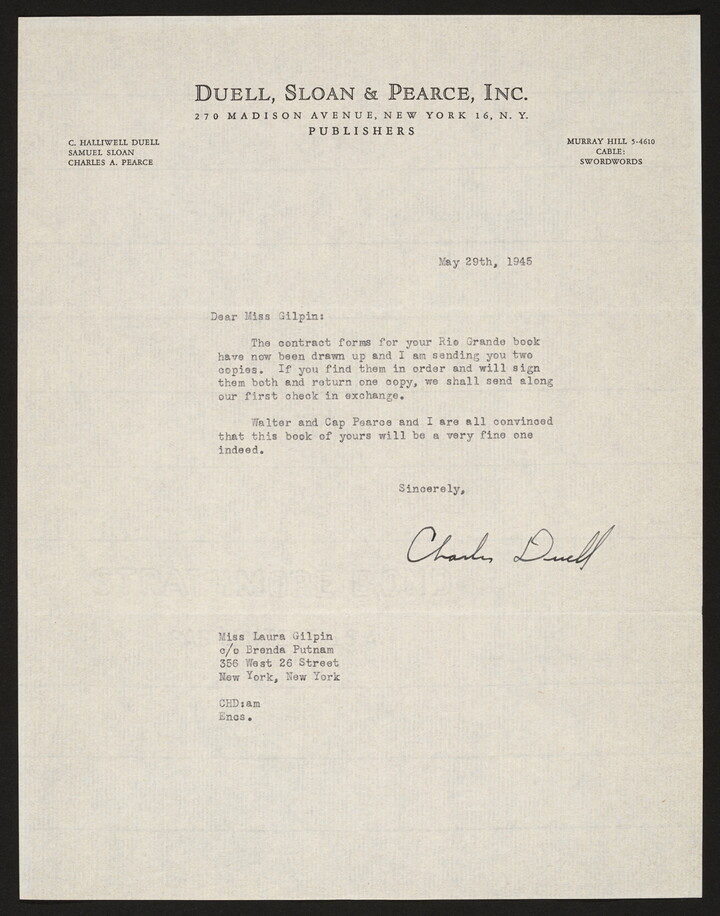 DUELL, SLOAN & PEARCE, INC.
270 MADISON AVENUE, NEW YORK 16, N. Y.
PUBLISHERS
C. HALLIWELL DUELL
SAMUEL SLOAN
CHARLES A. PEARCE
MURRAY HILL 5-4610
CABLE:
SWORDWORDS
May 29th, 1945
Dear Miss Gilpin:
The contract forms for your Rio Grande book
have now been drawn up and I am sending you two
copies. If you find them in order and will sign
them both and return one copy, we shall send along
our first check in exchange.
Walter and Cap Pearce and I are all convinced
that this book of yours will be a very fine one
indeed.
Sincerely,
Charles Duell
Miss Laura Gilpin
c/o Brenda Putnam
356 West 26 Street
New York, New York
CHD:am
Encs.